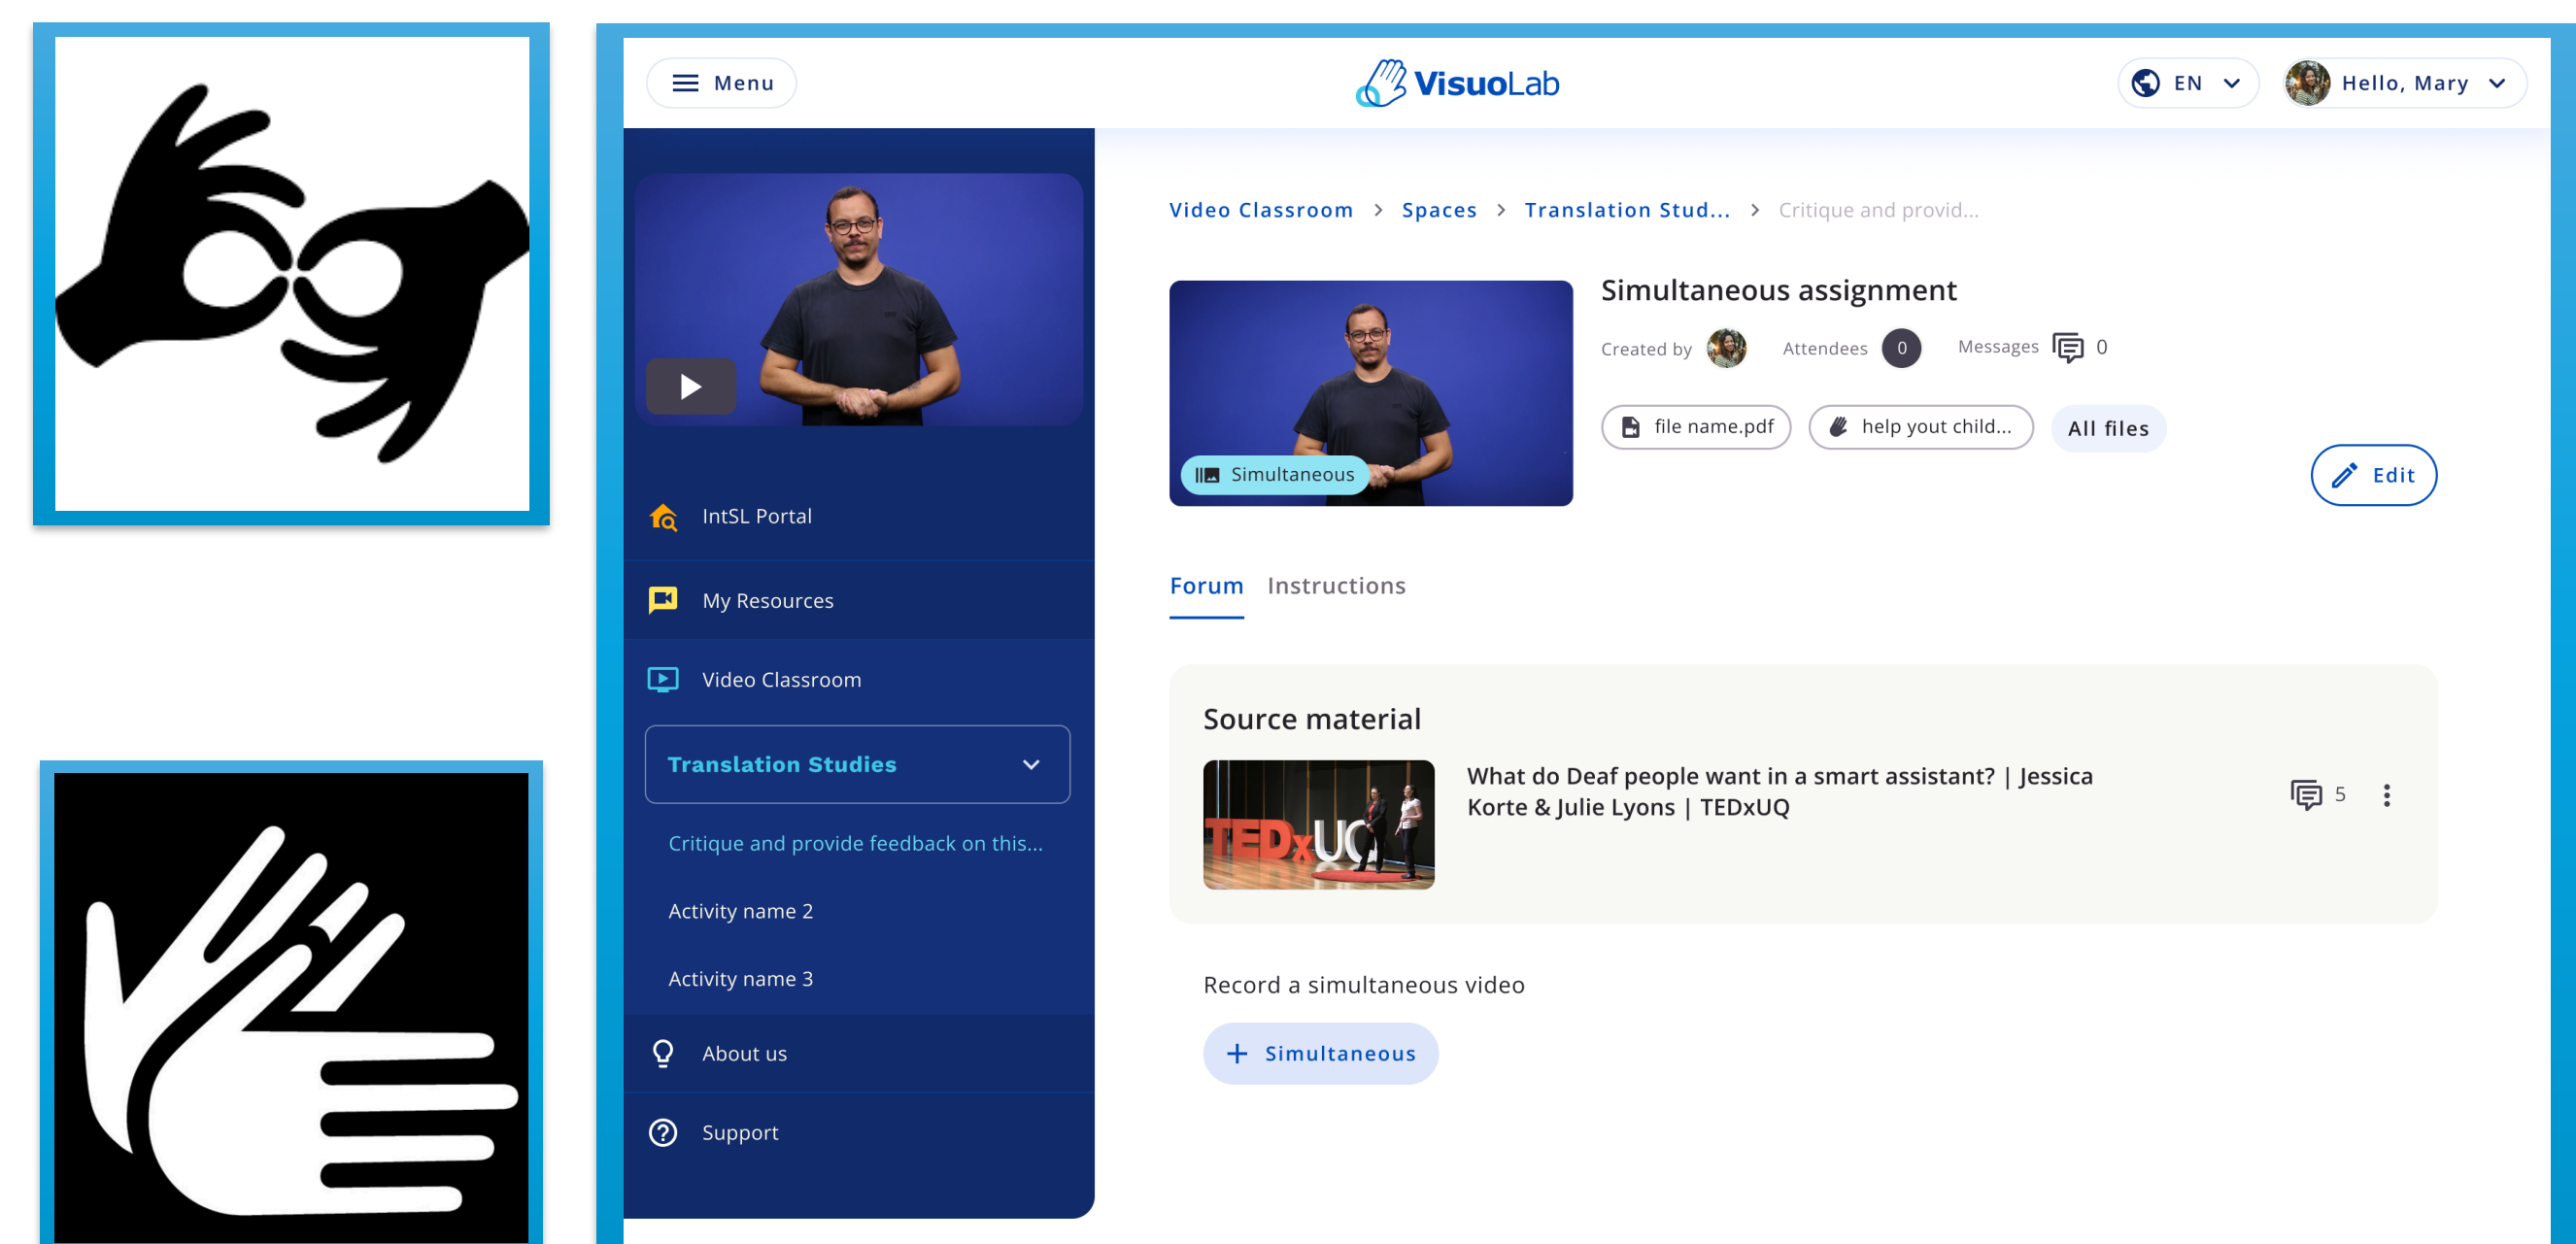 Menu
VisuoLab
EN
Hello, Mary
Video Classroom > Spaces > Translation Stud... > Critique and provid...
Simultaneous assignment
Created by
Attendees 0
Messages 0
file name.pdf
help yout child...
All files
Simultaneous
Edit
IntSL Portal
My Resources
Video Classroom
Translation Studies
Critique and provide feedback on this...
Activity name 2
Activity name 3
About us
Support
Forum
Instructions
Source material
TEDxUQ
What do Deaf people want in a smart assistant? | Jessica
Korte & Julie Lyons | TEDxUQ
5
Record a simultaneous video
+ Simultaneous